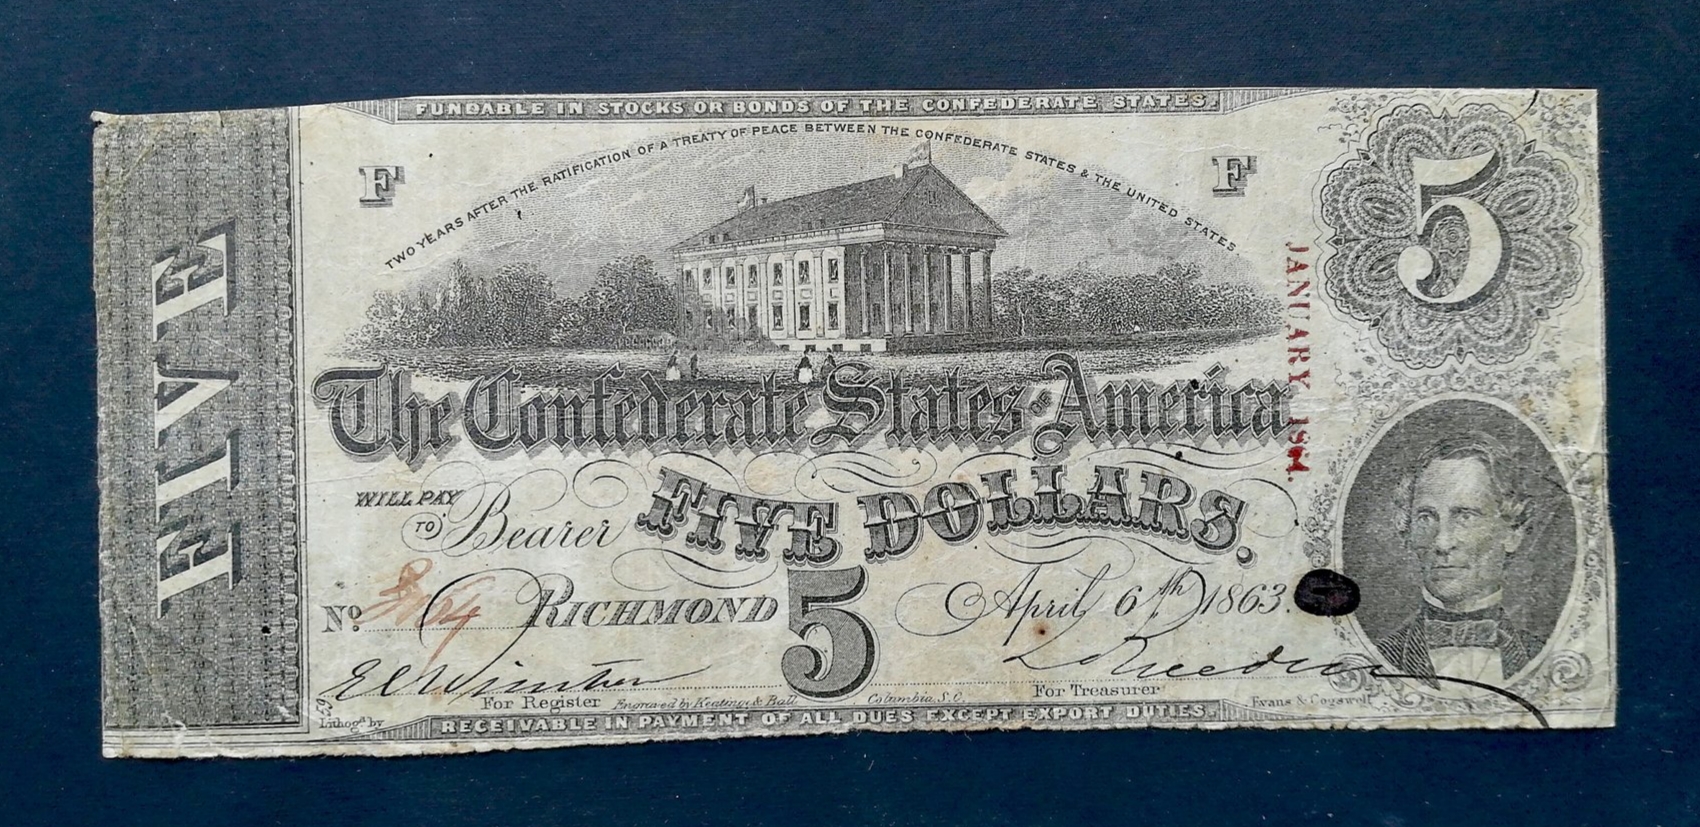 FUNDABLE IN STOCKS OR BONDS OF THE CONFEDERATE STATES.
TWO YEARS AFTER THE RATIFICATION OF A TREATY OF PEACE BETWEEN THE CONFEDERATE STATES & THE UNITED STATES
F F
5
FIVE
JANUARY 1864.
The Confederate States OF America
WILL PAY
TO Bearer
FIVE DOLLARS.
No. RICHMOND 5 April 6th 1863.
For Register
For Treasurer
Lithogd by
Engraved by Keatinge & Ball Columbia. S.C.
Evans & Cogswell
RECEIVABLE IN PAYMENT OF ALL DUES EXCEPT EXPORT DUTIES.